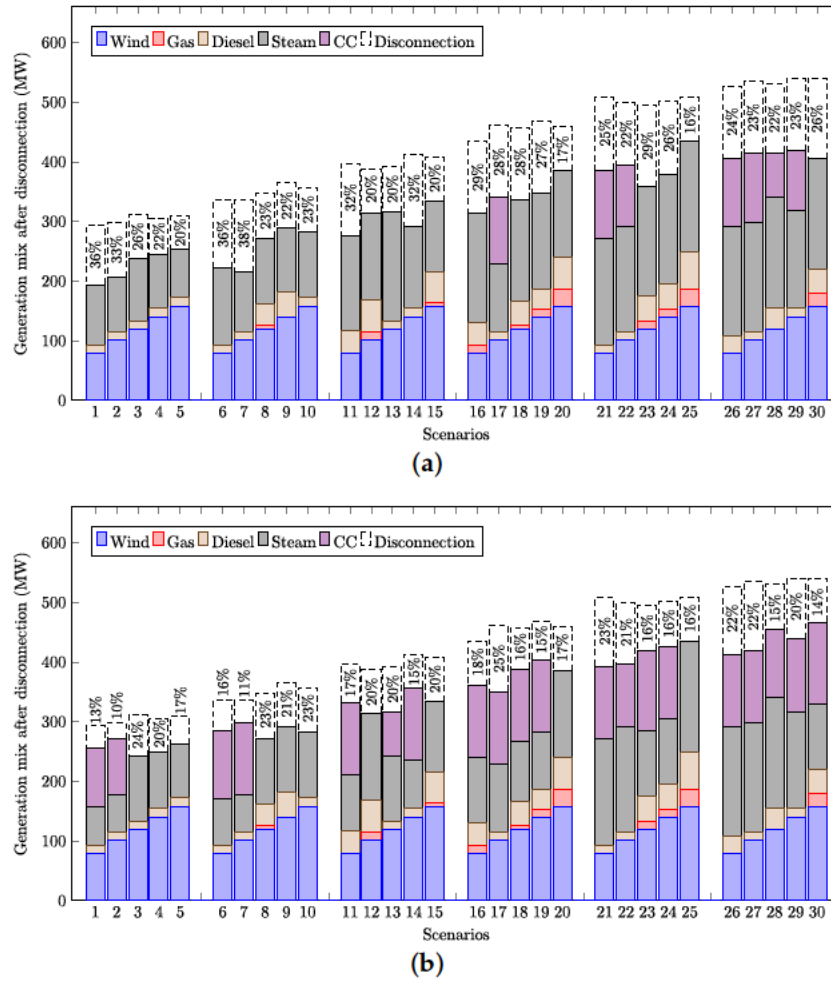 Generation mix after disconnection (MW)
600
500
400
300
200
100
0
Wind Gas Diesel Steam CC Disconnection
36% 33% 26% 22% 20% 36% 38% 23% 22% 23% 32% 20% 20% 32% 20% 29% 28% 28% 27% 17% 25% 22% 29% 26% 16% 24% 23% 22% 23% 26%
1 2 3 4 5 6 7 8 9 10 11 12 13 14 15 16 17 18 19 20 21 22 23 24 25 26 27 28 29 30
Scenarios
(a)
Generation mix after disconnection (MW)
600
500
400
300
200
100
0
Wind Gas Diesel Steam CC Disconnection
13% 10% 24% 20% 17% 16% 11% 23% 21% 23% 17% 20% 20% 15% 20% 18% 25% 16% 15% 17% 23% 21% 16% 16% 16% 22% 22% 15% 20% 14%
1 2 3 4 5 6 7 8 9 10 11 12 13 14 15 16 17 18 19 20 21 22 23 24 25 26 27 28 29 30
Scenarios
(b)